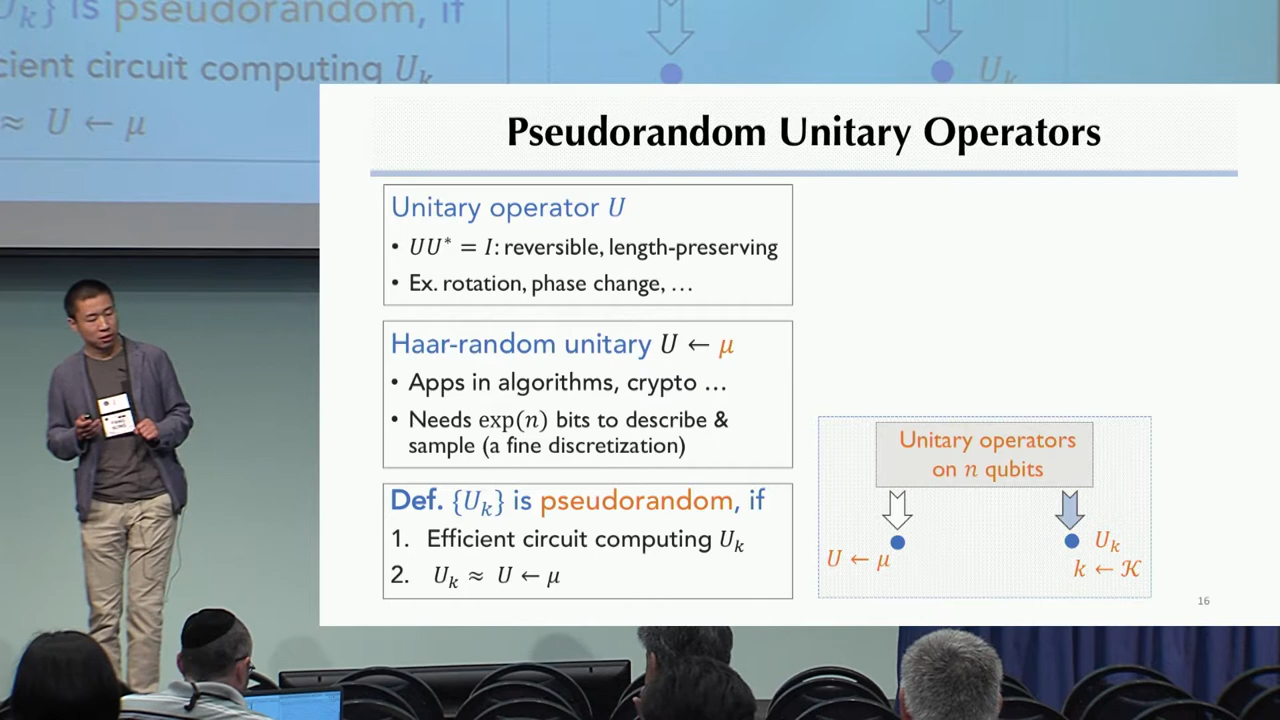 {U_k} is pseudorandom, if
cient circuit computing U_k
≈ U ← μ
U_k
Pseudorandom Unitary Operators
Unitary operator U
• UU* = I: reversible, length-preserving
• Ex. rotation, phase change, …
Haar-random unitary U ← μ
• Apps in algorithms, crypto …
• Needs exp(n) bits to describe &
sample (a fine discretization)
Def. {U_k} is pseudorandom, if
1. Efficient circuit computing U_k
2. U_k ≈ U ← μ
Unitary operators
on n qubits
U ← μ
U_k
k ← 𝒦
16